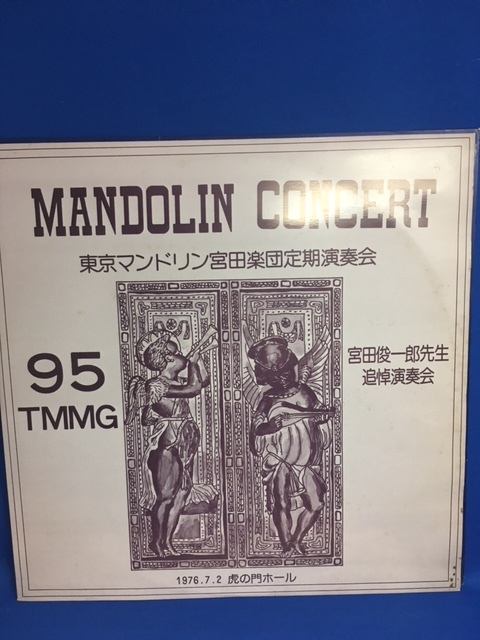 MANDOLIN CONCERT
東京マンドリン宮田楽団定期演奏会
95
TMMG
宮田俊一郎先生
追悼演奏会
1976.7.2 虎の門ホール